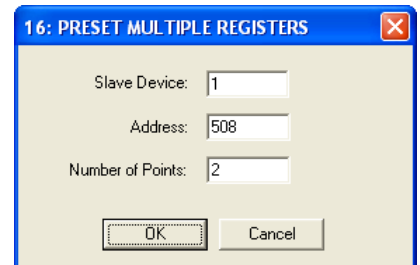 16: PRESET MULTIPLE REGISTERS
Slave Device: 1
Address: 508
Number of Points: 2
OK Cancel